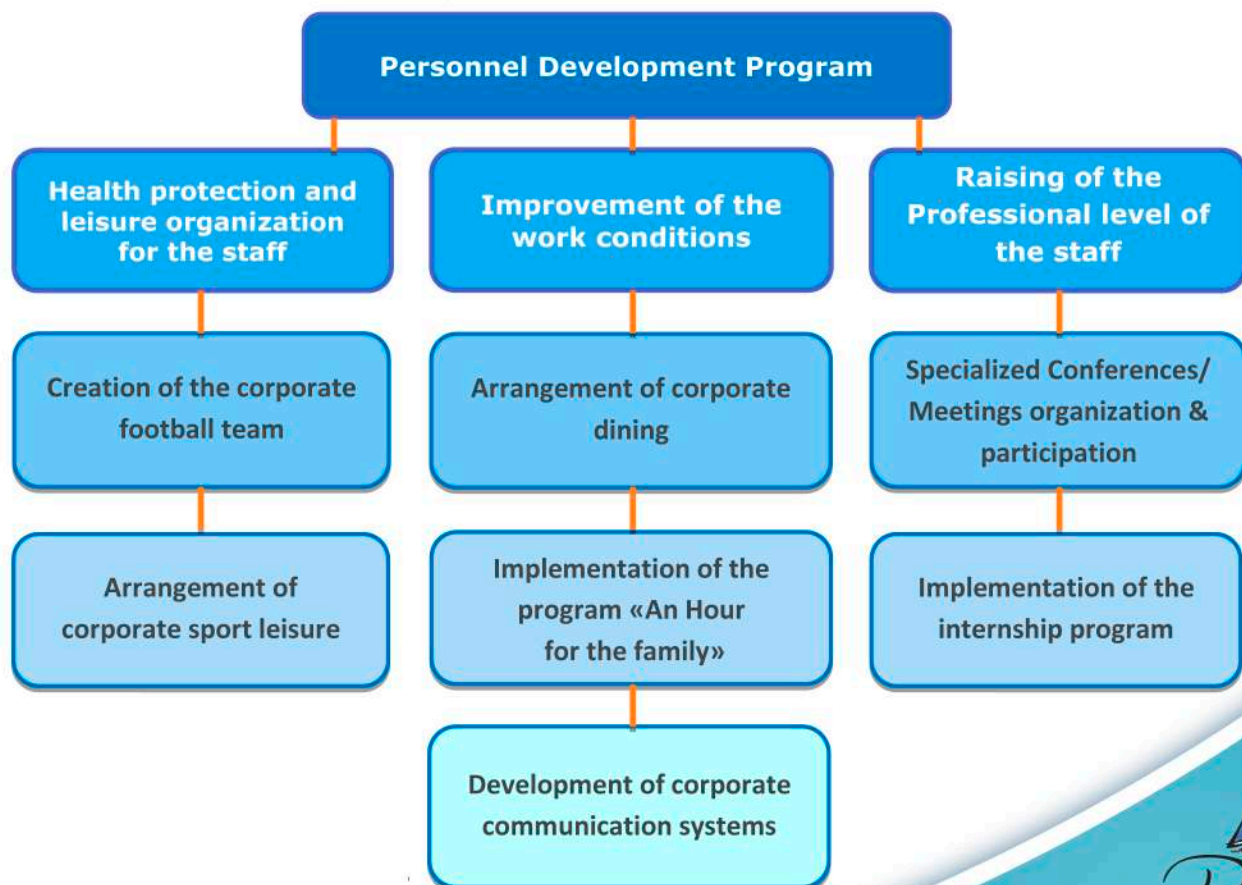 Personnel Development Program
Health protection and
leisure organization
for the staff
Creation of the corporate
football team
Arrangement of
corporate sport leisure
Improvement of the
work conditions
Arrangement of corporate
dining
Implementation of the
program «An Hour
for the family»
Development of corporate
communication systems
Raising of the
Professional level of
the staff
Specialized Conferences/
Meetings organization &
participation
Implementation of the
internship program